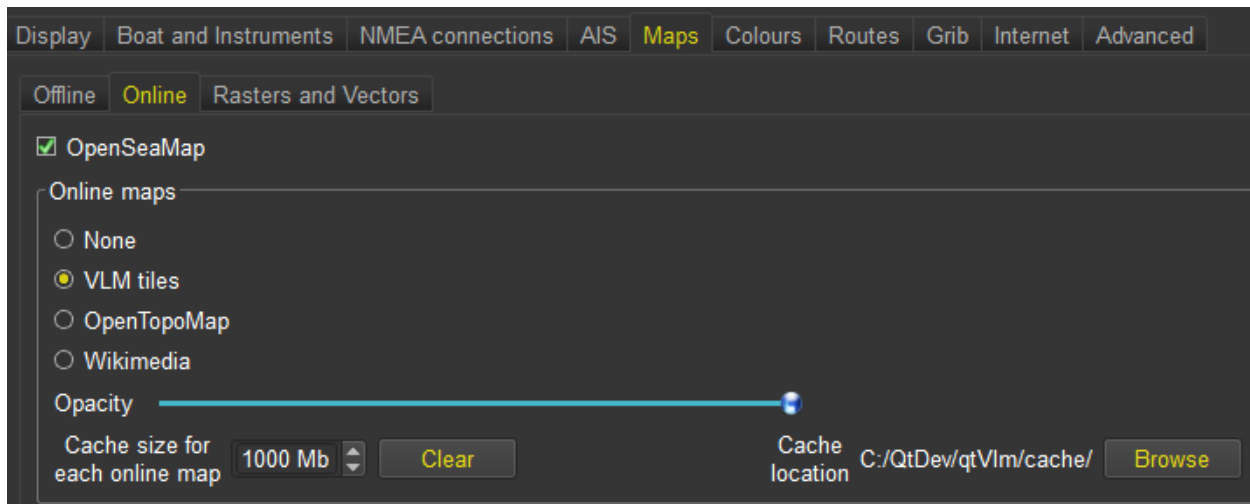 Display Boat and Instruments NMEA connections AIS Maps Colours Routes Grib Internet Advanced
Offline Online Rasters and Vectors
OpenSeaMap
Online maps
None
VLM tiles
OpenTopoMap
Wikimedia
Opacity
Cache size for
each online map
1000 Mb
Clear
Cache
location
C:/QtDev/qtVlm/cache/
Browse